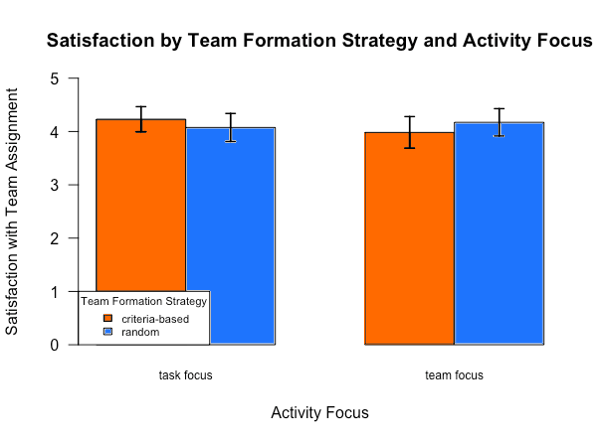 Satisfaction by Team Formation Strategy and Activity Focus
Satisfaction with Team Assignment
5
4
3
2
1
0
Team Formation Strategy
criteria-based
random
task focus
team focus
Activity Focus